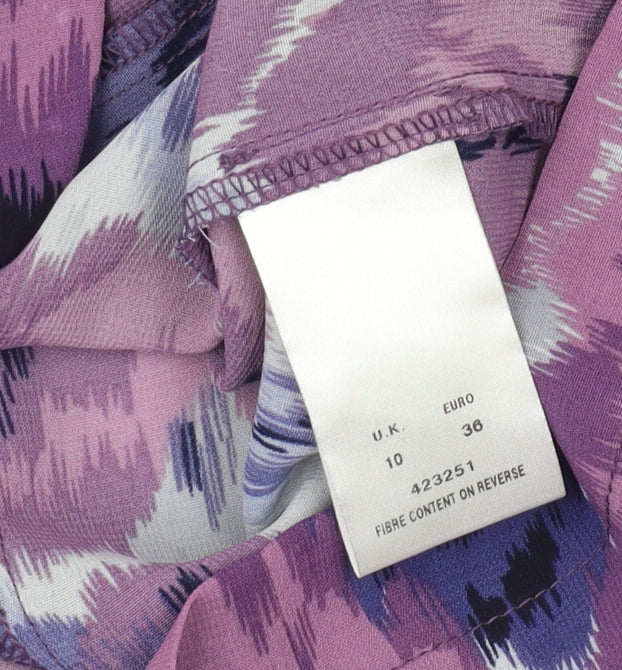 U.K. EURO
10 36
423251
FIBRE CONTENT ON REVERSE